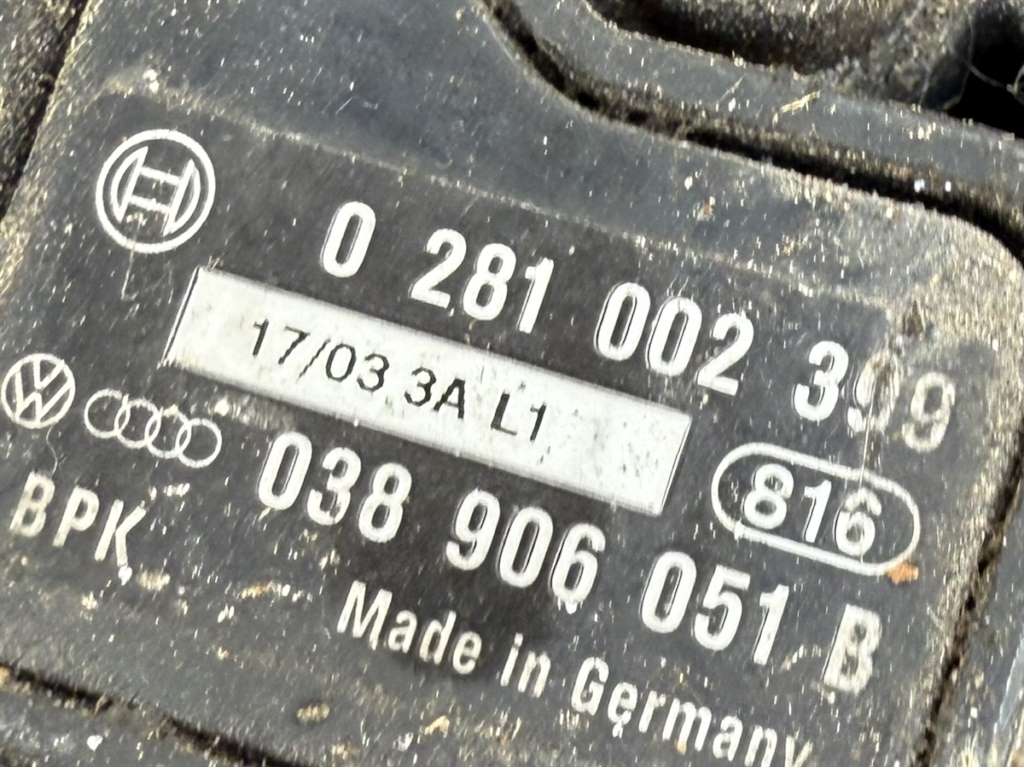 0 281 002 399
17/03 3A L1
816
038 906 051 B
BPK
Made in Germany